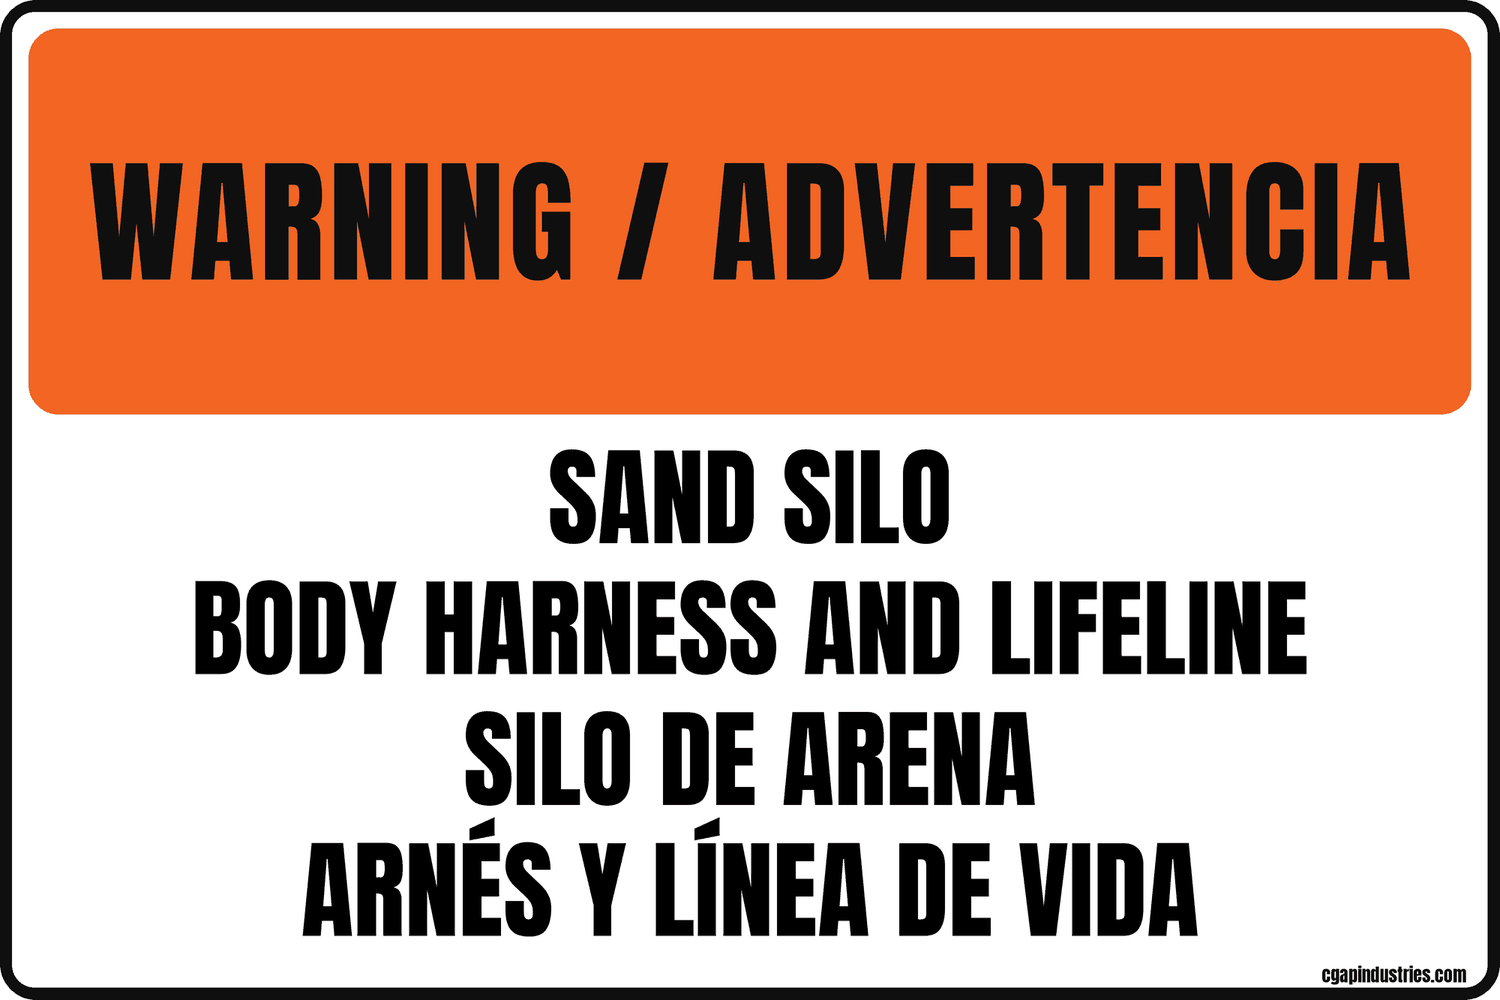 WARNING / ADVERTENCIA
SAND SILO
BODY HARNESS AND LIFELINE
SILO DE ARENA
ARNÉS Y LÍNEA DE VIDA
cgapindustries.com